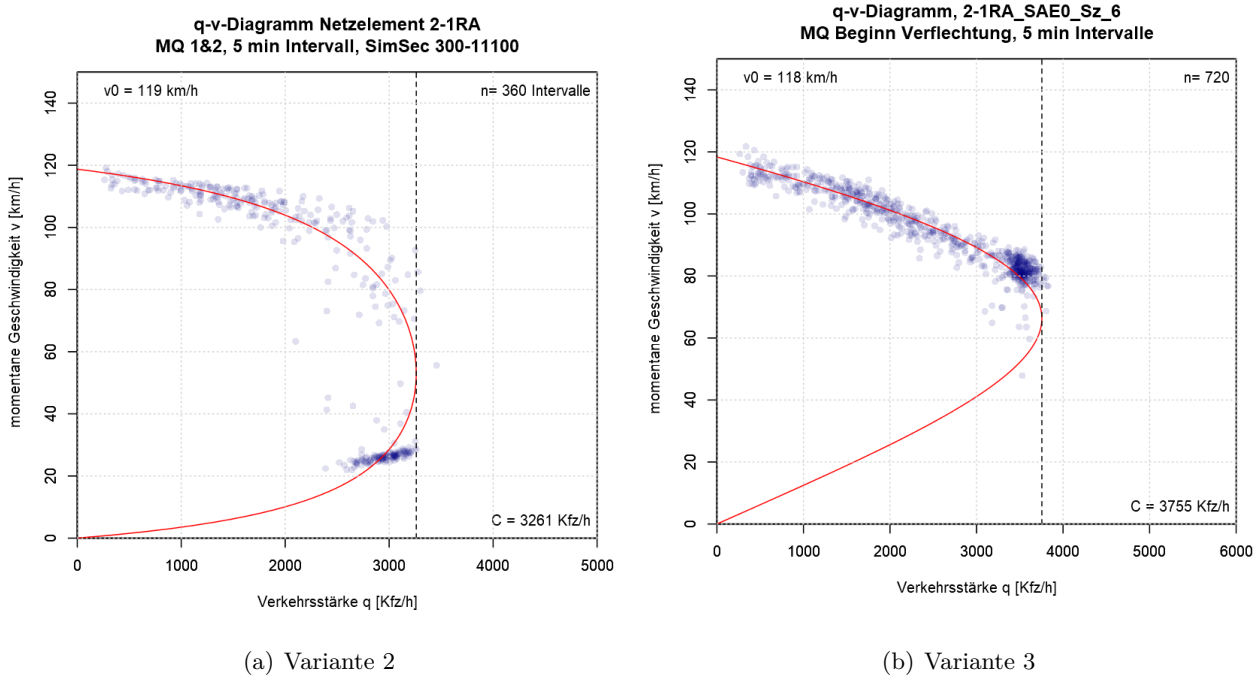 q-v-Diagramm Netzelement 2-1RA
MQ 1&2, 5 min Intervall, SimSec 300-11100
v0 = 119 km/h
n= 360 Intervalle
140
120
100
80
60
40
20
0
momentane Geschwindigkeit v [km/h]
C = 3261 Kfz/h
0 1000 2000 3000 4000 5000
Verkehrsstärke q [Kfz/h]
(a) Variante 2
q-v-Diagramm, 2-1RA_SAE0_Sz_6
MQ Beginn Verflechtung, 5 min Intervalle
v0 = 118 km/h
n= 720
140
120
100
80
60
40
20
0
momentane Geschwindigkeit v [km/h]
C = 3755 Kfz/h
0 1000 2000 3000 4000 5000 6000
Verkehrsstärke q [Kfz/h]
(b) Variante 3